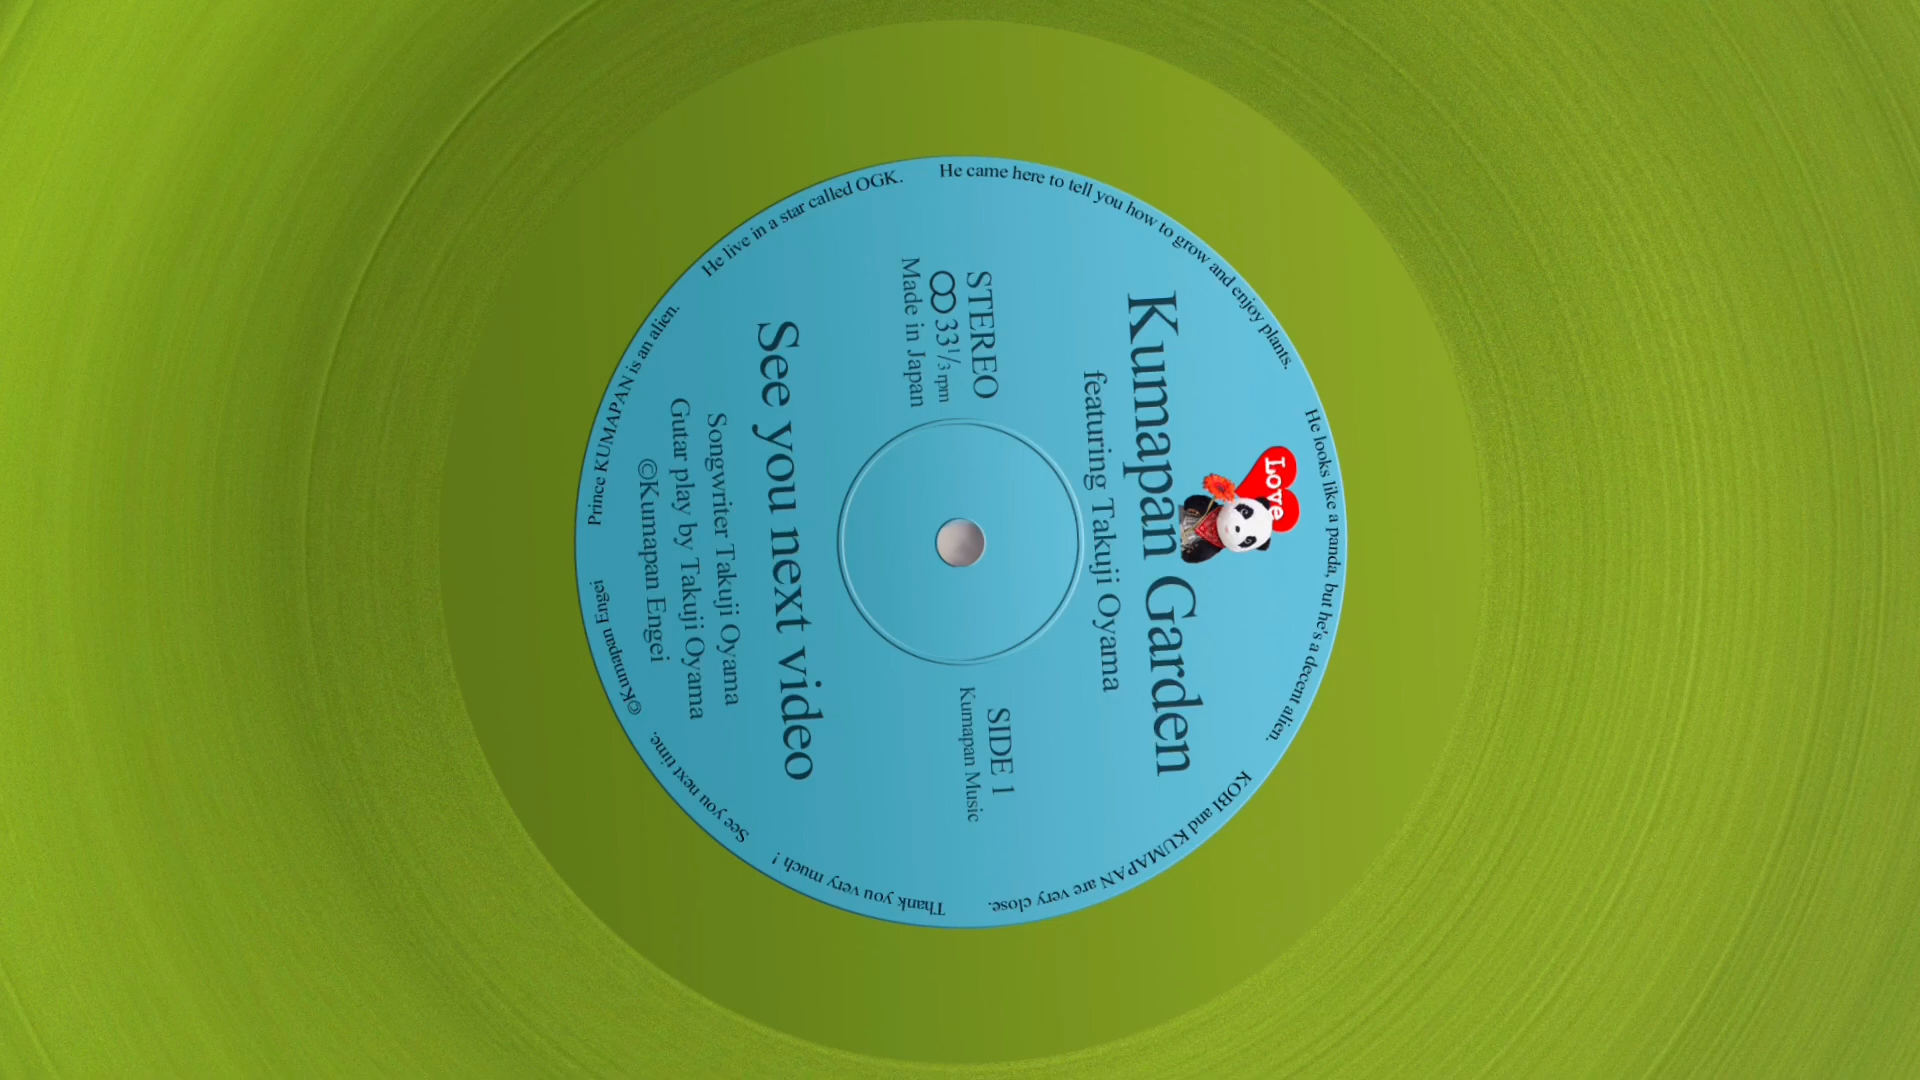 Love
Kumapan Garden
featuring Takuji Oyama
STEREO
33 1/3 rpm
Made in Japan
SIDE 1
Kumapan Music
See you next video
Songwriter Takuji Oyama
Gutar play by Takuji Oyama
©Kumapan Engei
Prince KUMAPAN is an alien.
He live in a star called OGK.
He came here to tell you how to grow and enjoy plants.
He looks like a panda, but he's a decent alien.
KOBI and KUMAPAN are very close.
Thank you very much !
See you next time.
©Kumapan Engei